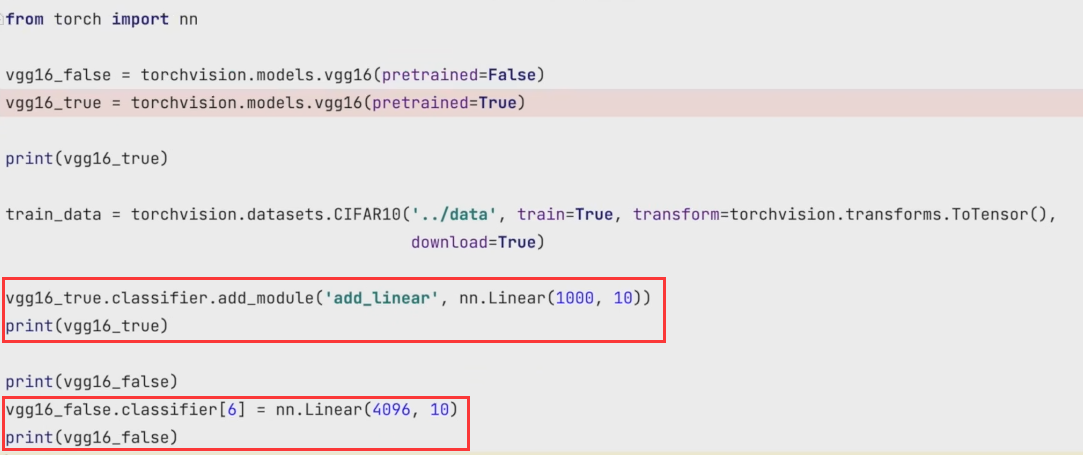 from torch import nn
vgg16_false = torchvision.models.vgg16(pretrained=False)
vgg16_true = torchvision.models.vgg16(pretrained=True)
print(vgg16_true)
train_data = torchvision.datasets.CIFAR10('../data', train=True, transform=torchvision.transforms.ToTensor(),
download=True)
vgg16_true.classifier.add_module('add_linear', nn.Linear(1000, 10))
print(vgg16_true)
print(vgg16_false)
vgg16_false.classifier[6] = nn.Linear(4096, 10)
print(vgg16_false)